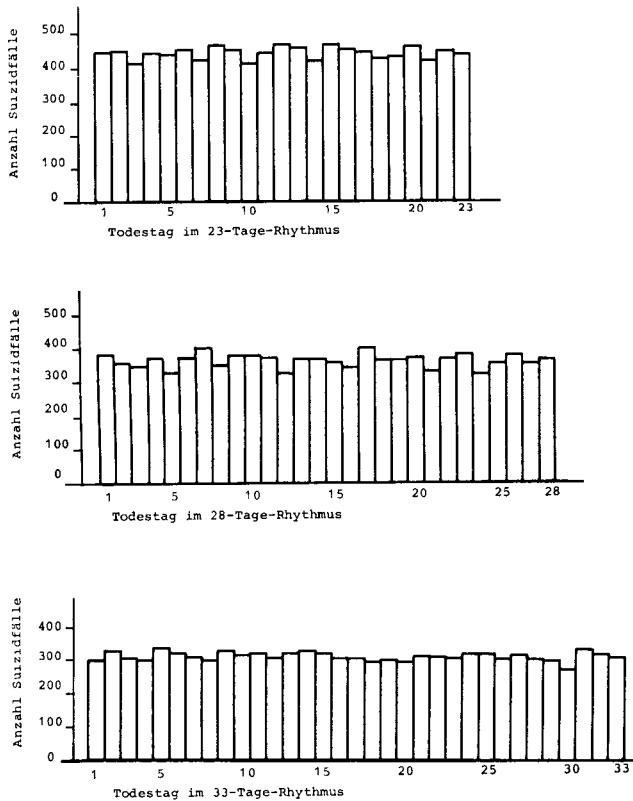 Anzahl Suizidfälle
500
400
300
200
100
0
1 5 10 15 20 23
Todestag im 23-Tage-Rhythmus
Anzahl Suizidfälle
500
400
300
200
100
0
1 5 10 15 20 25 28
Todestag im 28-Tage-Rhythmus
Anzahl Suizidfälle
400
300
200
100
0
1 5 10 15 20 25 30 33
Todestag im 33-Tage-Rhythmus